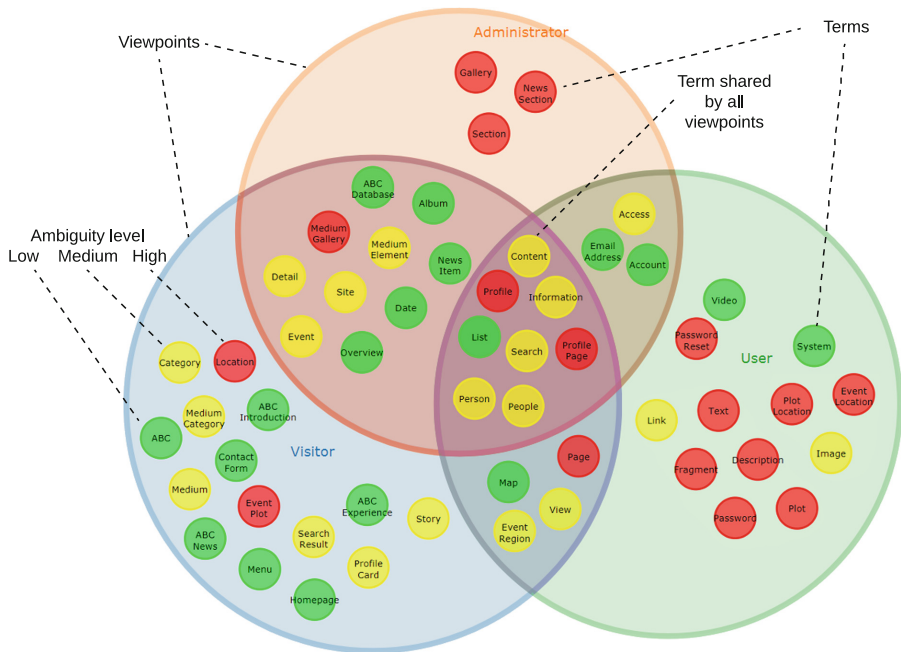 Administrator
Viewpoints
Terms
Gallery
News
Section
Term shared
by all
viewpoints
Section
ABC
Database
Album
Access
Medium
Gallery
Medium
Element
Email
Address
Account
Content
News
Item
Ambiguity level
Low Medium High
Detail
Site
Profile
Information
Date
Video
Event
Overview
List
Search
Profile
Page
Password
Reset
System
User
Category
Location
Person
People
Medium
Category
ABC
Introduction
Link
Text
Plot
Location
Event
Location
ABC
Contact
Form
Visitor
Page
Fragment
Description
Image
Medium
Event
Plot
ABC
Experience
Story
Map
View
Event
Region
Password
Plot
ABC
News
Search
Result
Menu
Profile
Card
Homepage